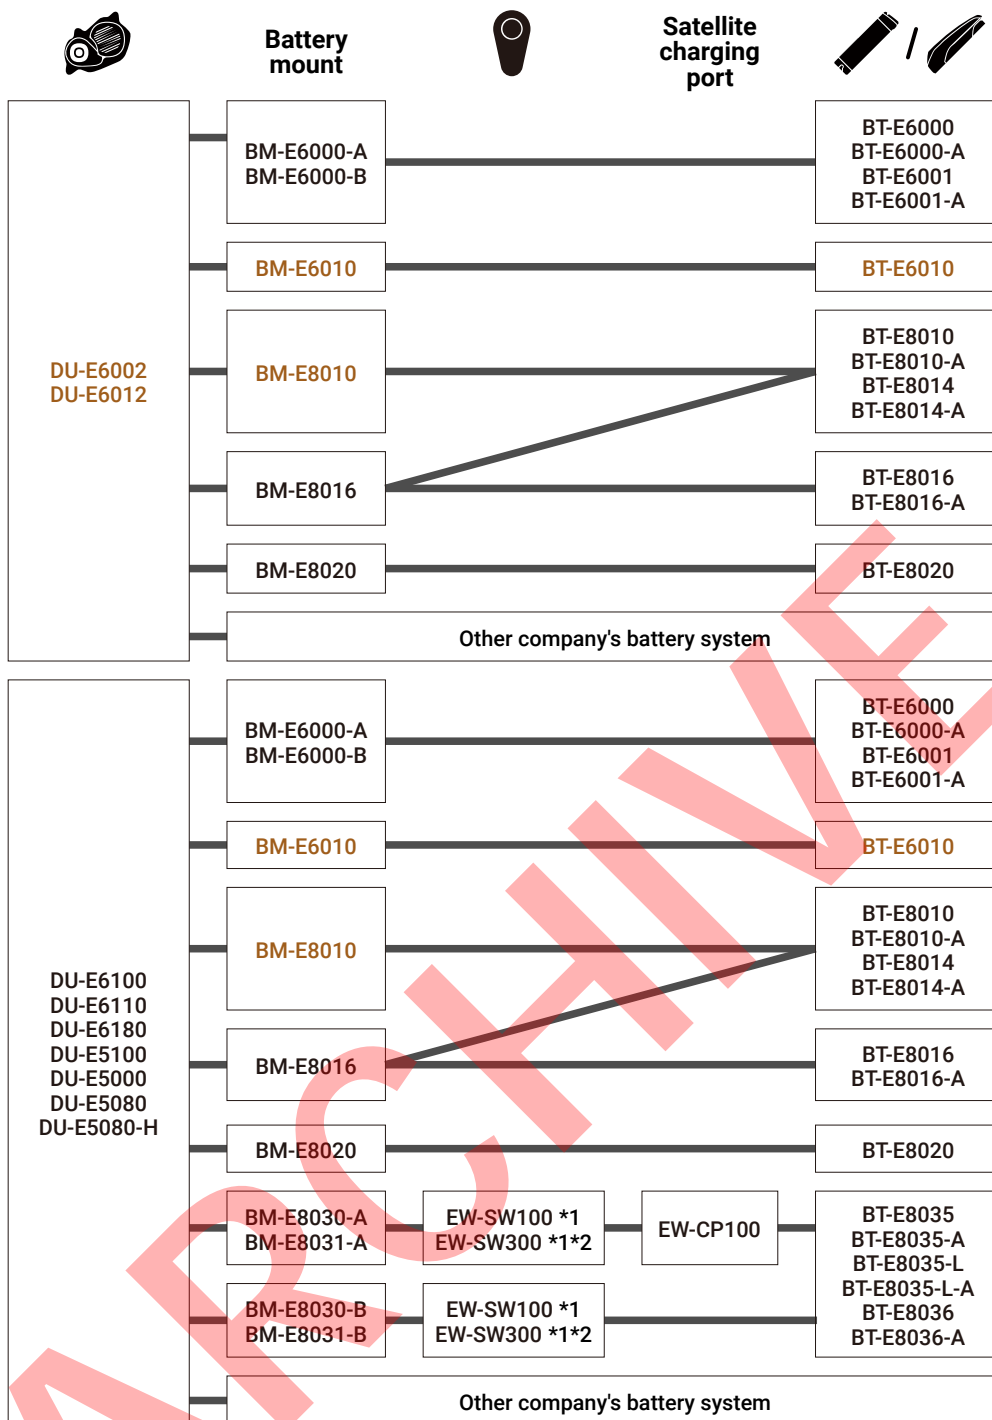 Battery
mount
Satellite
charging
port
DU-E6002
DU-E6012
BM-E6000-A
BM-E6000-B
BT-E6000
BT-E6000-A
BT-E6001
BT-E6001-A
BM-E6010
BT-E6010
BM-E8010
BT-E8010
BT-E8010-A
BT-E8014
BT-E8014-A
BM-E8016
BT-E8016
BT-E8016-A
BM-E8020
BT-E8020
Other company's battery system
DU-E6100
DU-E6110
DU-E6180
DU-E5100
DU-E5000
DU-E5080
DU-E5080-H
BM-E6000-A
BM-E6000-B
BT-E6000
BT-E6000-A
BT-E6001
BT-E6001-A
BM-E6010
BT-E6010
BM-E8010
BT-E8010
BT-E8010-A
BT-E8014
BT-E8014-A
BM-E8016
BT-E8016
BT-E8016-A
BM-E8020
BT-E8020
BM-E8030-A
BM-E8031-A
EW-SW100 *1
EW-SW300 *1*2
EW-CP100
BT-E8035
BT-E8035-A
BT-E8035-L
BT-E8035-L-A
BT-E8036
BT-E8036-A
BM-E8030-B
BM-E8031-B
EW-SW100 *1
EW-SW300 *1*2
Other company's battery system
ARCHIVE